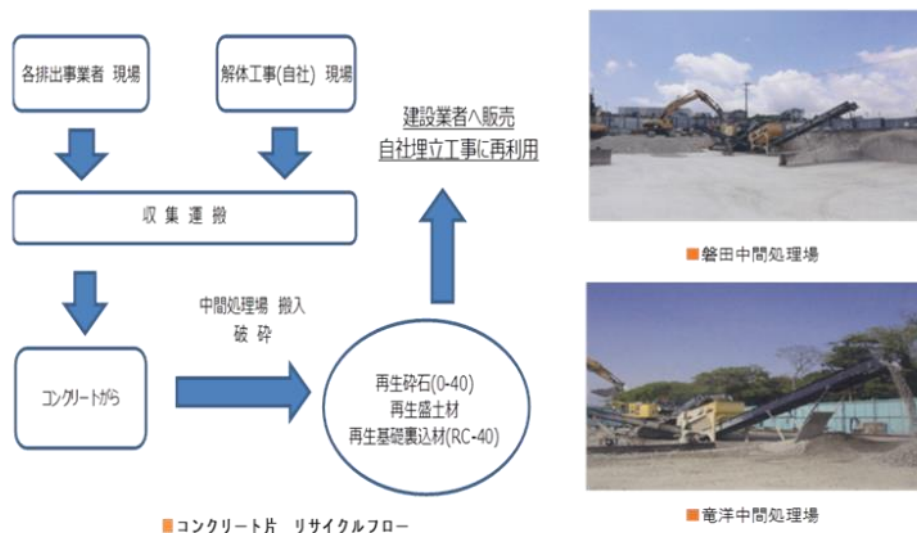 各排出事業者 現場
解体工事(自社) 現場
建設業者へ販売
自社埋立工事に再利用
収 集 運 搬
中間処理場 搬入
破 砕
コンクリートがら
再生砕石(0-40)
再生盛土材
再生基礎裏込材(RC-40)
■コンクリート片 リサイクルフロー
■磐田中間処理場
■竜洋中間処理場